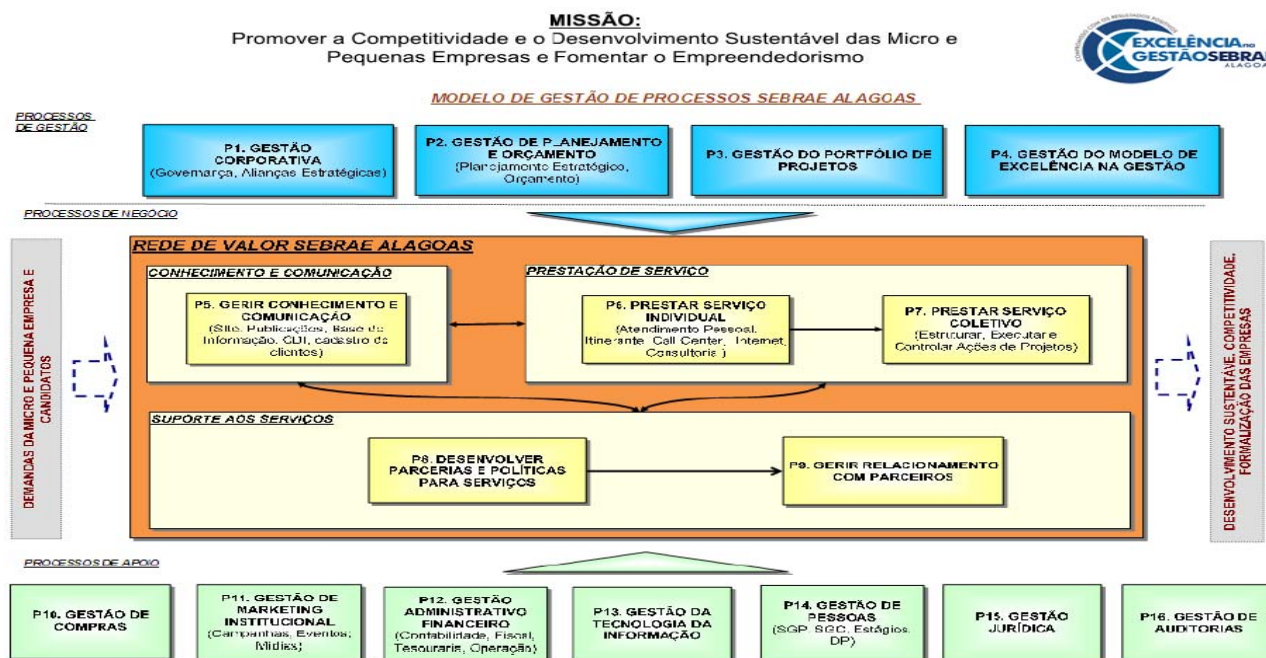 MISSÃO:
Promover a Competitividade e o Desenvolvimento Sustentável das Micro e
Pequenas Empresas e Fomentar o Empreendedorismo
EXCELÊNCIA na
GESTÃO SEBRAE
ALAGOAS
MODELO DE GESTÃO DE PROCESSOS SEBRAE ALAGOAS
PROCESSOS
DE GESTÃO
P1. GESTÃO
CORPORATIVA
(Governança, Alianças Estratégicas)
P2. GESTÃO DE PLANEJAMENTO
E ORÇAMENTO
(Planejamento Estratégico,
Orçamento)
P3. GESTÃO DO PORTFÓLIO DE
PROJETOS
P4. GESTÃO DO MODELO DE
EXCELÊNCIA NA GESTÃO
PROCESSOS DE NEGÓCIO
DEMANDAS DA MICRO E PEQUENA EMPRESA E
CANDIDATOS
REDE DE VALOR SEBRAE ALAGOAS
CONHECIMENTO E COMUNICAÇÃO
P5. GERIR CONHECIMENTO E
COMUNICAÇÃO
(Site, Publicações, Base de
Informação, CDI, cadastro de
clientes)
PRESTAÇÃO DE SERVIÇO
P6. PRESTAR SERVIÇO
INDIVIDUAL
(Atendimento Pessoal,
Itinerante, Call Center, Internet,
Consultoria)
P7. PRESTAR SERVIÇO
COLETIVO
(Estruturar, Executar e
Controlar Ações de Projetos)
SUPORTE AOS SERVIÇOS
P8. DESENVOLVER
PARCERIAS E POLÍTICAS
PARA SERVIÇOS
P9. GERIR RELACIONAMENTO
COM PARCEIROS
DESENVOLVIMENTO SUSTENTÁVE, COMPETITIVIDADE,
FORMALIZAÇÃO DAS EMPRESAS
PROCESSOS DE APOIO
P10. GESTÃO DE
COMPRAS
P11. GESTÃO DE
MARKETING
INSTITUCIONAL
(Campanhas, Eventos,
Mídias)
P12. GESTÃO
ADMINISTRATIVO
FINANCEIRO
(Contabilidade, Fiscal,
Tesouraria, Operação)
P13. GESTÃO DA
TECNOLOGIA DA
INFORMAÇÃO
P14. GESTÃO DE
PESSOAS
(SGP, SGC, Estágios,
DP)
P15. GESTÃO
JURÍDICA
P16. GESTÃO DE
AUDITORIAS